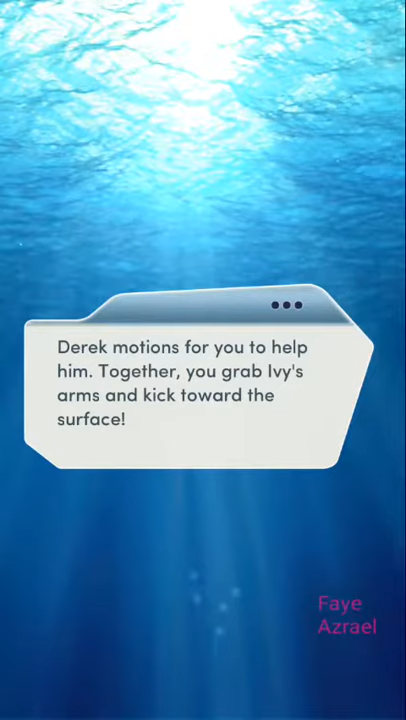 Derek motions for you to help
him. Together, you grab Ivy's
arms and kick toward the
surface!
Faye
Azrael